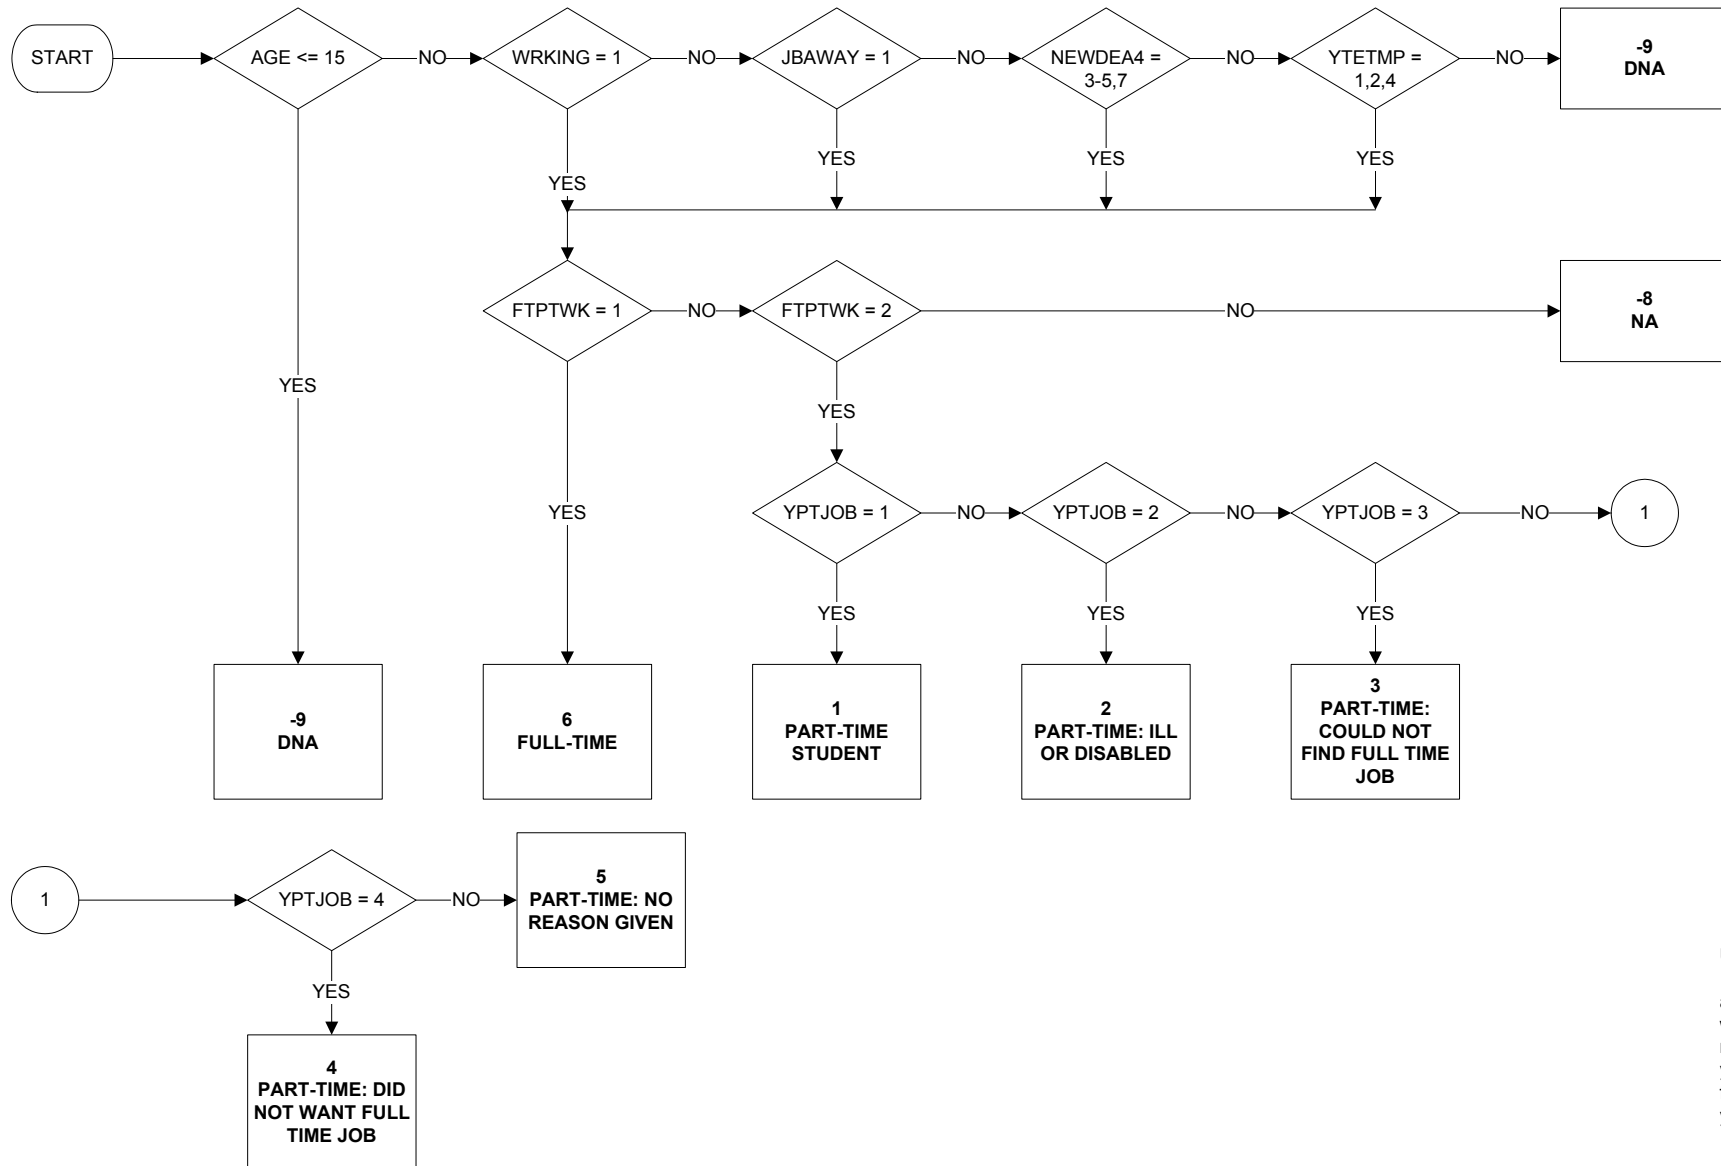 START
AGE <= 15
NO
WRKING = 1
NO
JBAWAY = 1
NO
NEWDEA4 =
3-5,7
NO
YTETMP =
1,2,4
NO
-9
DNA
YES
YES
YES
YES
YES
FTPTWK = 1
NO
FTPTWK = 2
NO
-8
NA
YES
YES
YPTJOB = 1
NO
YPTJOB = 2
NO
YPTJOB = 3
NO
1
YES
YES
YES
-9
DNA
6
FULL-TIME
1
PART-TIME
STUDENT
2
PART-TIME: ILL
OR DISABLED
3
PART-TIME:
COULD NOT
FIND FULL TIME
JOB
1
YPTJOB = 4
NO
5
PART-TIME: NO
REASON GIVEN
YES
4
PART-TIME: DID
NOT WANT FULL
TIME JOB